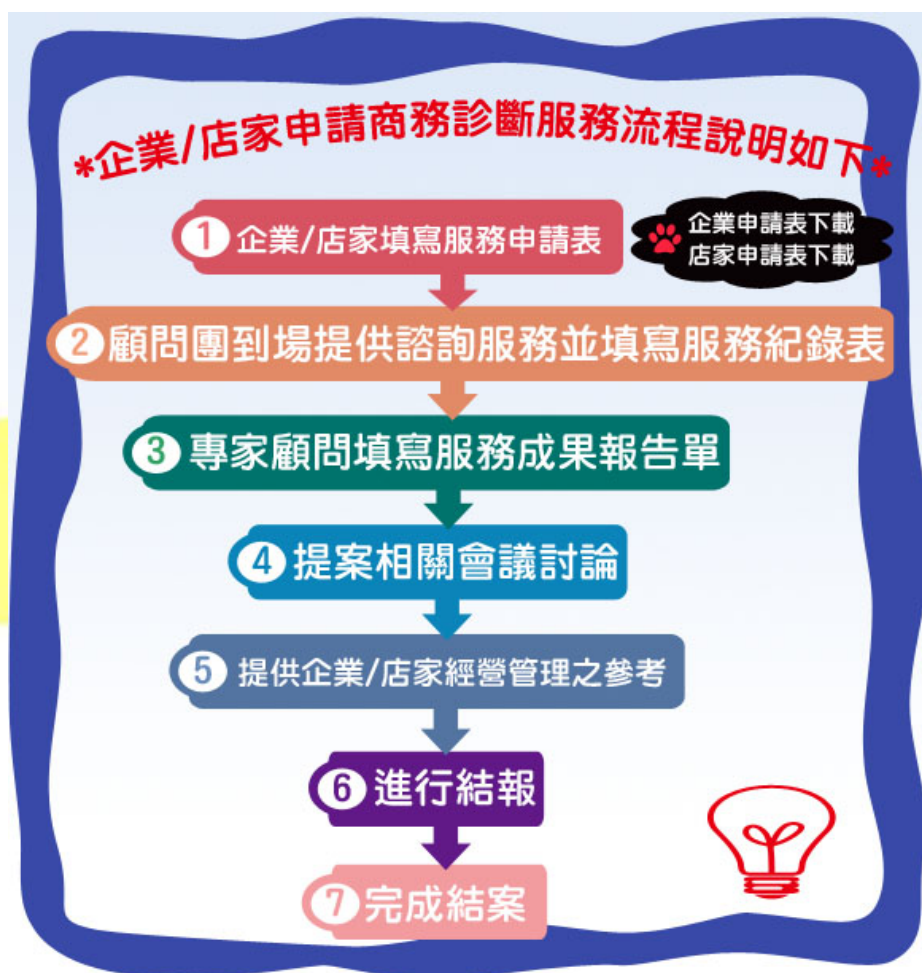 *企業/店家申請商務診斷服務流程說明如下*
1 企業/店家填寫服務申請表
企業申請表下載
店家申請表下載
2 顧問團到場提供諮詢服務並填寫服務紀錄表
3 專家顧問填寫服務成果報告單
4 提案相關會議討論
5 提供企業/店家經營管理之參考
6 進行結報
7 完成結案